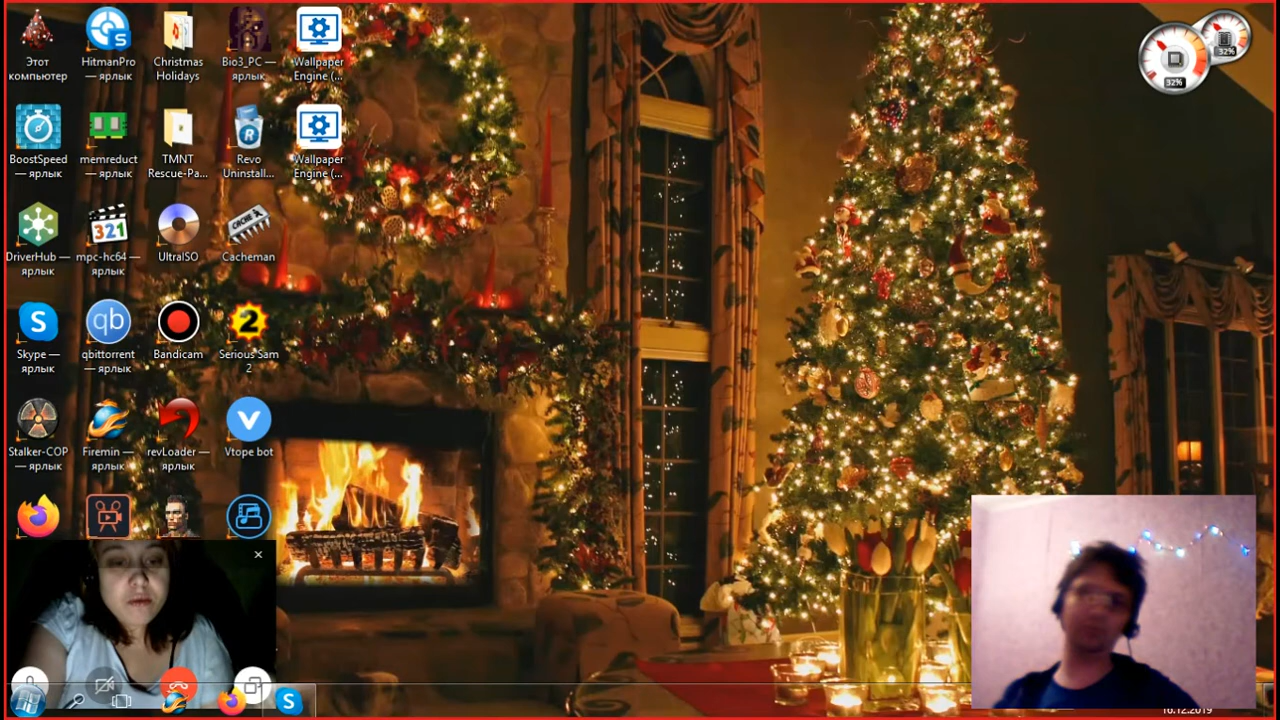 Этот
компьютер
HitmanPro
— ярлык
Christmas
Holidays
Bio3_PC —
ярлык
Wallpaper
Engine (...
BoostSpeed
— ярлык
memreduct
— ярлык
TMNT
Rescue-Pa...
Revo
Uninstall...
Wallpaper
Engine (...
DriverHub —
ярлык
mpc-hc64 —
ярлык
UltraISO
Cacheman
Skype —
ярлык
qbittorrent
— ярлык
Bandicam
Serious Sam
2
Stalker-COP
— ярлык
Firemin —
ярлык
revLoader —
ярлык
Vtope bot
32%
32%
16.12.2019